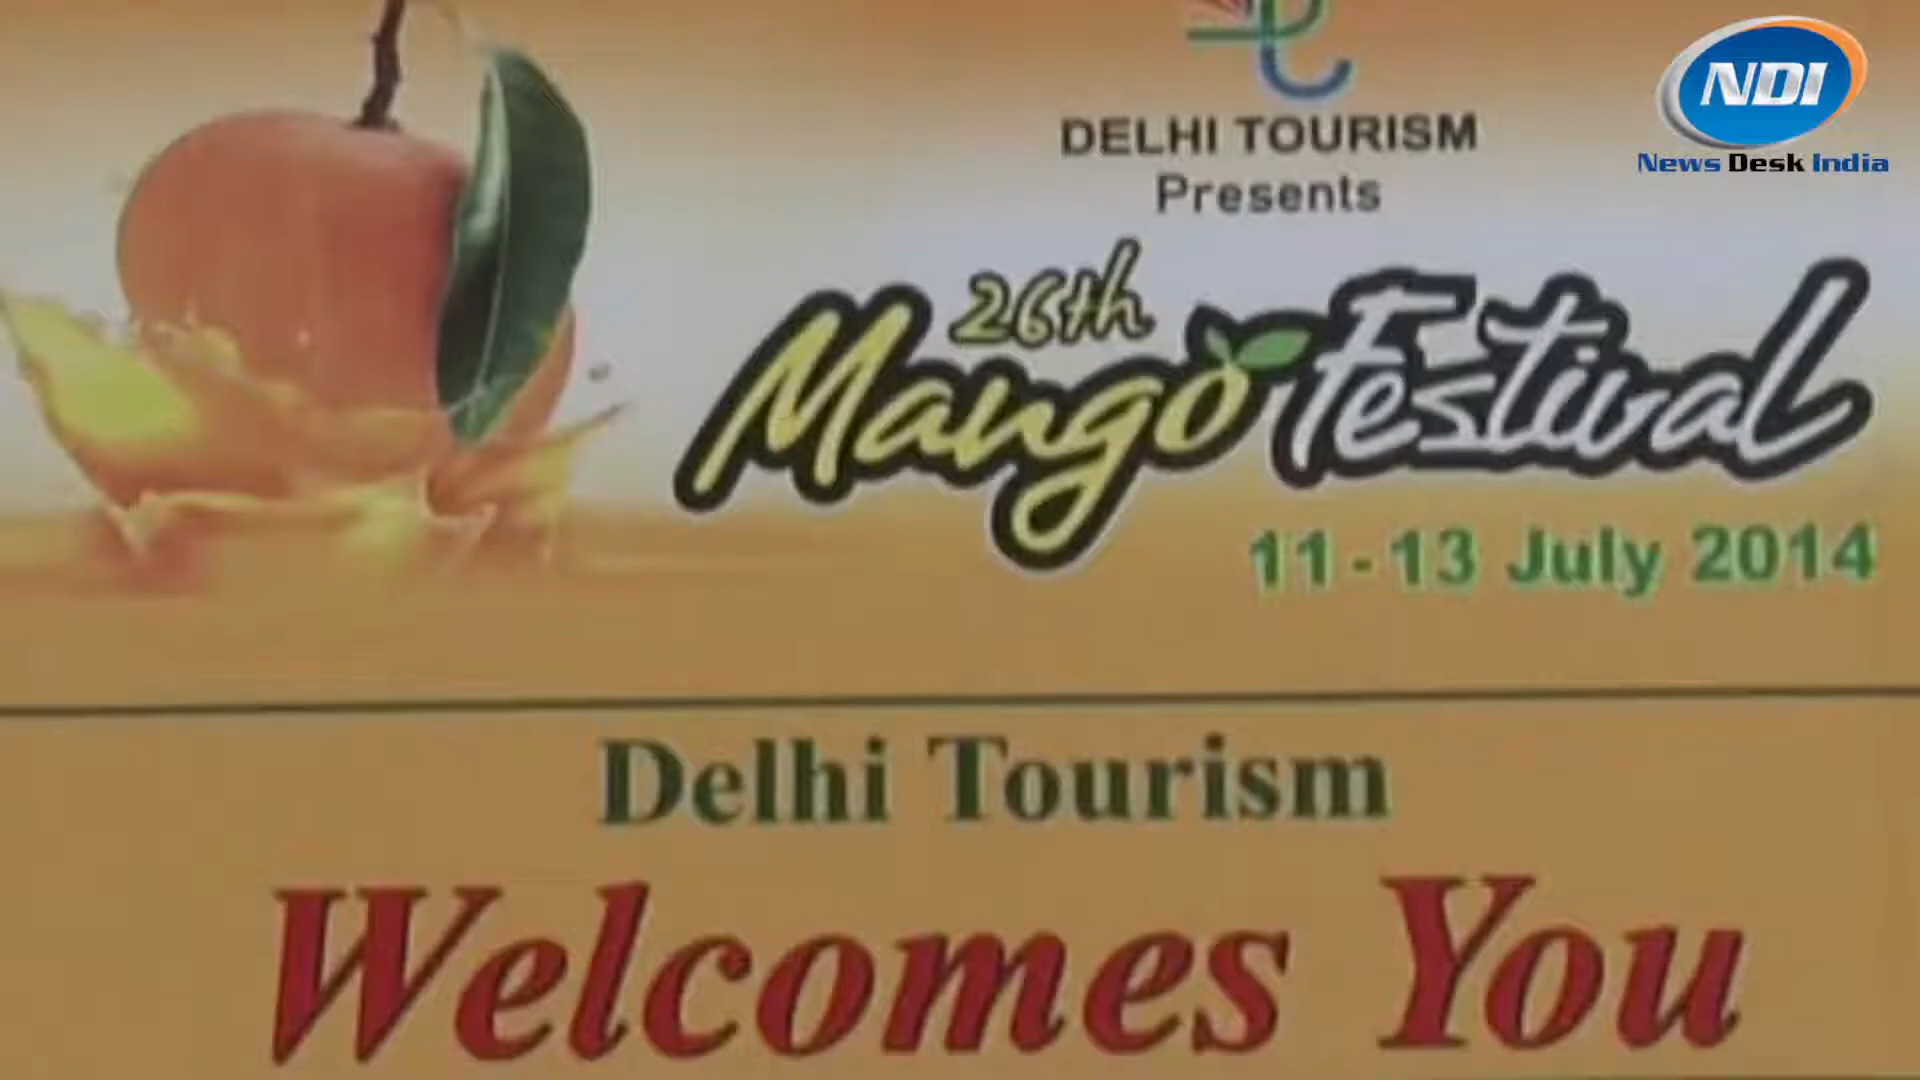 NDI
News Desk India
DELHI TOURISM
Presents
26th
Mango Festival
11 - 13 July 2014
Delhi Tourism
Welcomes You